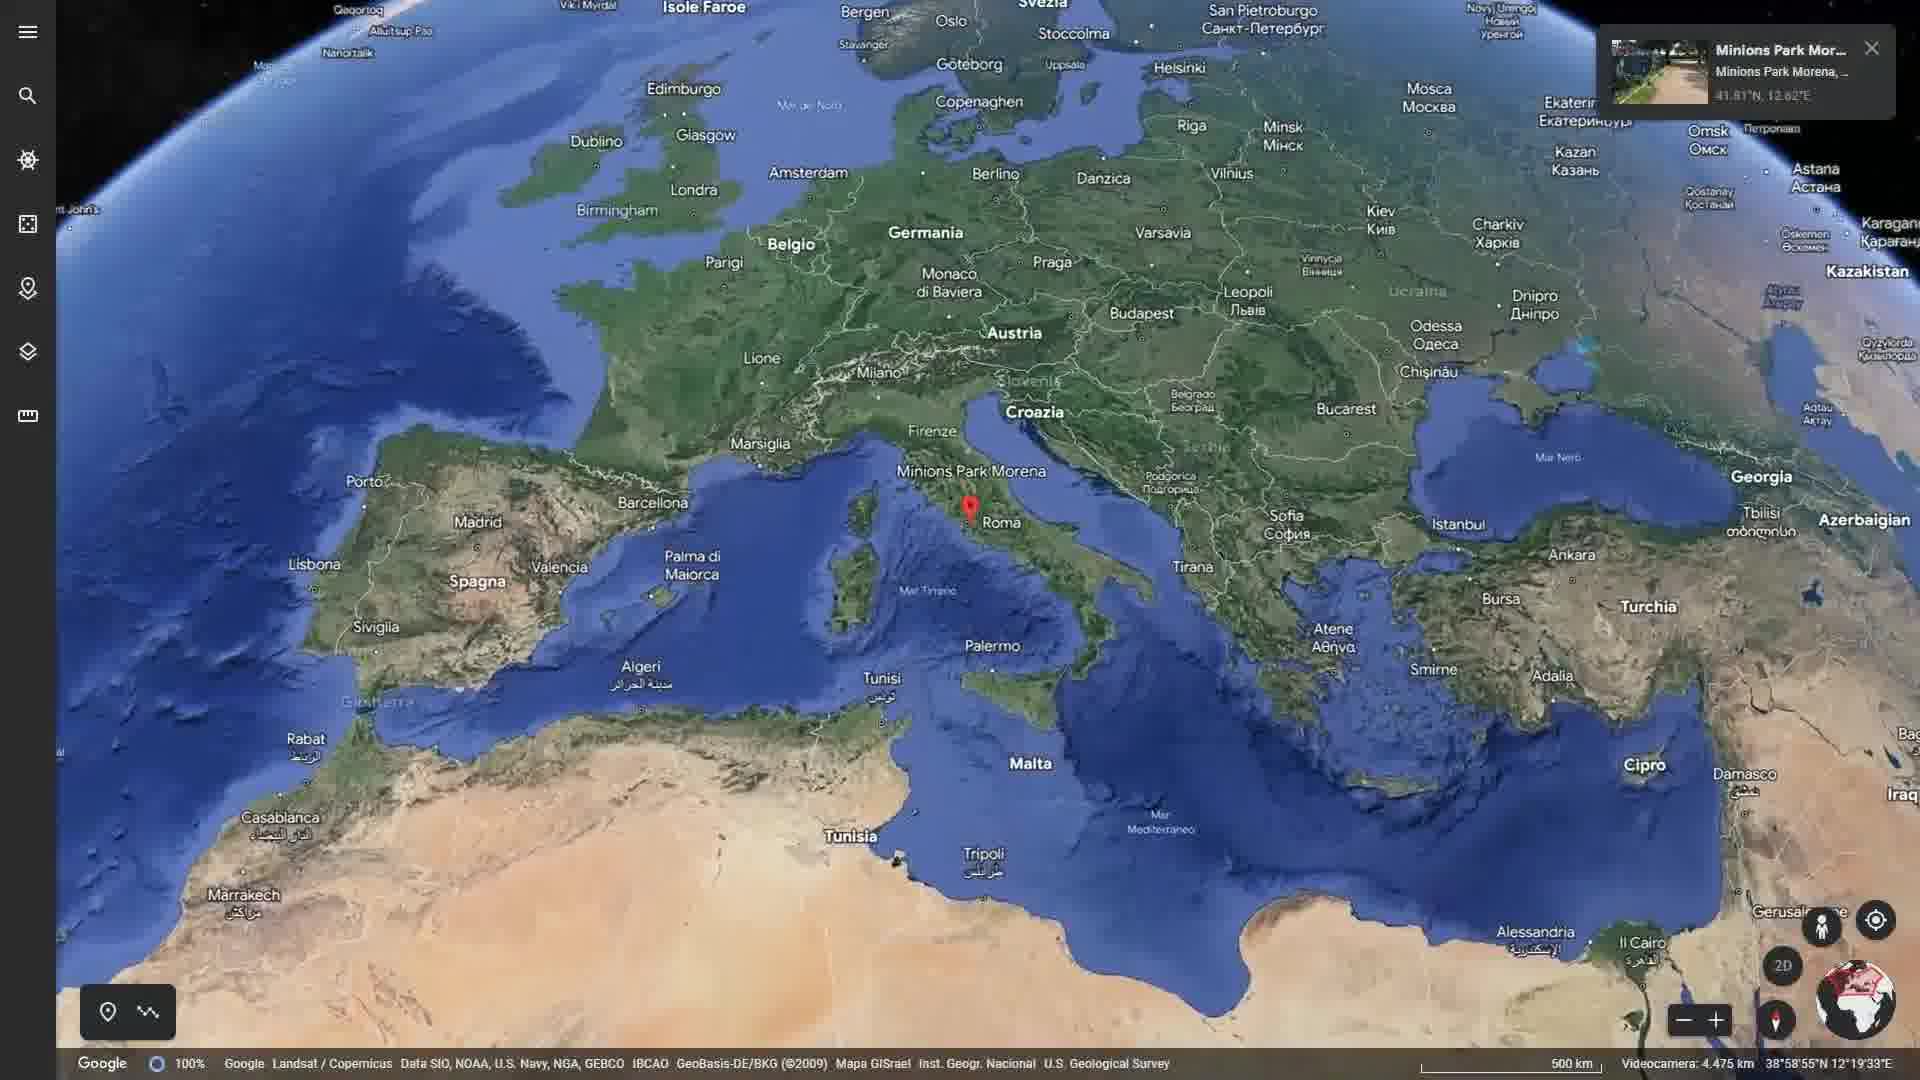 Qaqortoq
Alluitsup Paa
Nanortalik
Vik i Myrdal
Isole Faroe
Bergen
Stavanger
Oslo
Svezia
Stoccolma
Uppsala
San Pietroburgo
Санкт-Петербург
Новый
Уренгой
Minions Park Mor...
Minions Park Morena, ...
41.81°N, 12.62°E
Göteborg
Helsinki
Edimburgo
Mar del Nord
Copenaghen
Mosca
Москва
Ekaterin
Екатеринбург
Glasgow
Dublino
Riga
Minsk
Мінск
Omsk
Омск
Kazan
Казань
Amsterdam
Berlino
Danzica
Vilnius
Astana
Астана
Londra
Birmingham
Qostanay
Қостанай
nt John's
Kiev
Київ
Charkiv
Харків
Karagan
Қараған
Öskemen
Өскемен
Belgio
Germania
Varsavia
Parigi
Praga
Vinnycja
Вінниця
Kazakistan
Monaco
di Baviera
Leopoli
Львів
Ucraina
Dnipro
Дніпро
Budapest
Austria
Odessa
Одеса
Qyzylorda
Қызылорда
Lione
Milano
Slovenia
Chișinău
Belgrado
Београд
Croazia
Bucarest
Aqtau
Ақтау
Firenze
Marsiglia
Serbia
Mar Nero
Minions Park Morena
Podgorica
Подгорица
Georgia
Porto
Barcellona
Madrid
Roma
Sofia
София
Istanbul
Tbilisi
თბილისი
Azerbaigian
Lisbona
Valencia
Palma di
Maiorca
Tirana
Ankara
Spagna
Mar Tirreno
Bursa
Turchia
Siviglia
Atene
Αθήνα
Palermo
Smirne
Adalia
Algeri
مدينة الجزائر
Tunisi
تونس
Gibilterra
Rabat
الرباط
Malta
Cipro
Damasco
دمشق
Iraq
Casablanca
الدار البيضاء
Tunisia
Mar
Mediterraneo
Tripoli
طرابلس
Marrakech
مراكش
Alessandria
الإسكندرية
Il Cairo
القاهرة
2D
Google 100% Google Landsat / Copernicus Data SIO, NOAA, U.S. Navy, NGA, GEBCO IBCAO GeoBasis-DE/BKG (©2009) Mapa GISrael Inst. Geogr. Nacional U.S. Geological Survey 500 km Videocamera: 4.475 km 38°58'55"N 12°19'33"E